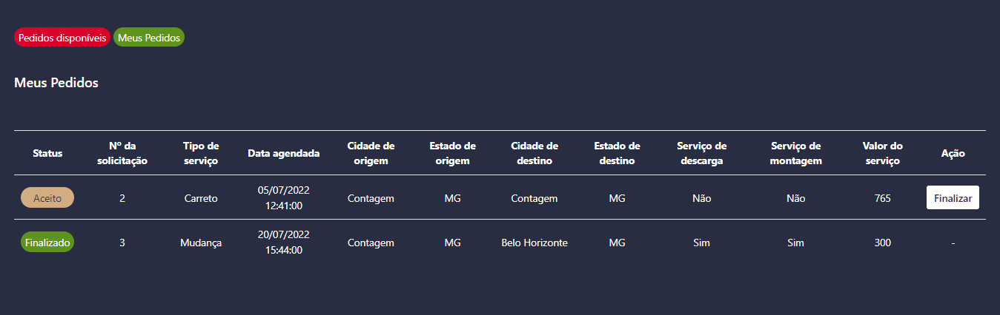 Pedidos disponíveis Meus Pedidos
Meus Pedidos
Status Nº da solicitação Tipo de serviço Data agendada Cidade de origem Estado de origem Cidade de destino Estado de destino Serviço de descarga Serviço de montagem Valor do serviço Ação
Aceito 2 Carreto 05/07/2022 12:41:00 Contagem MG Contagem MG Não Não 765 Finalizar
Finalizado 3 Mudança 20/07/2022 15:44:00 Contagem MG Belo Horizonte MG Sim Sim 300 -